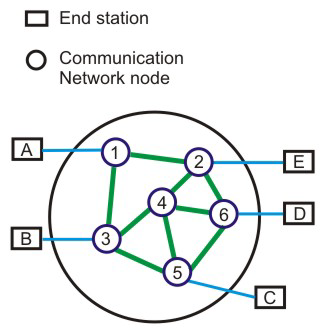 End station
Communication
Network node
A
1
2
E
4
6
D
B
3
5
C